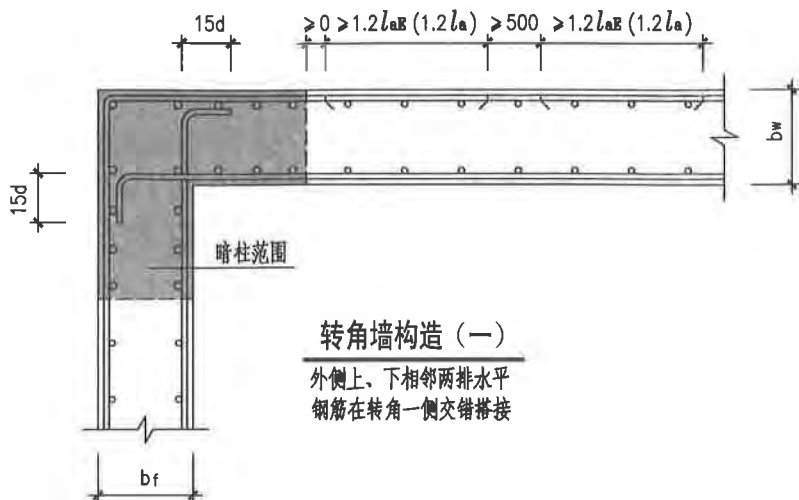 15d ≥0 ≥1.2laE (1.2la) ≥500 ≥1.2laE (1.2la)
bw
15d
暗柱范围
转角墙构造（一）
外侧上、下相邻两排水平
钢筋在转角一侧交错搭接
bf